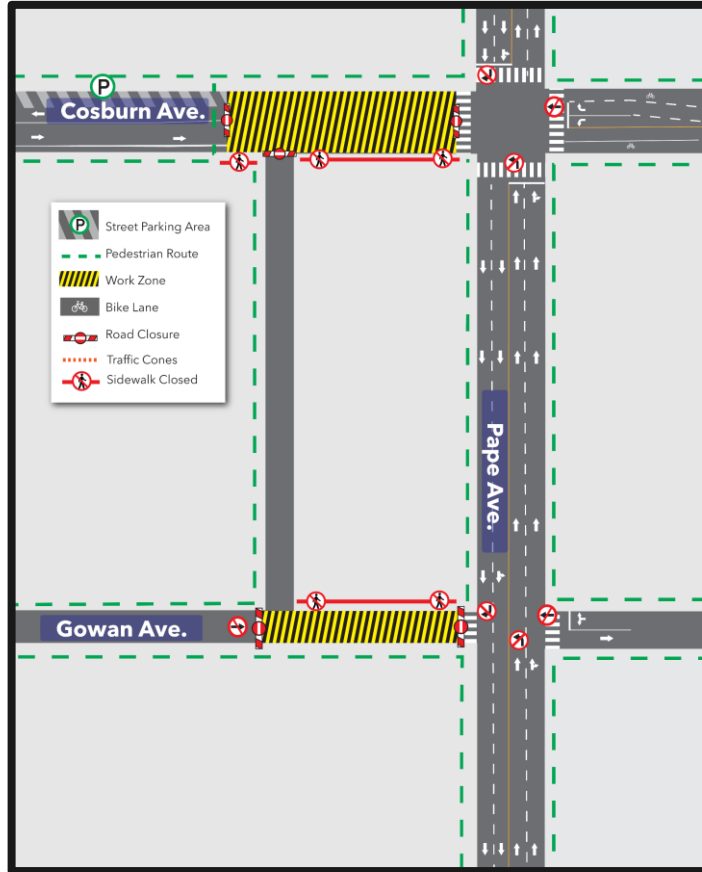 P
Cosburn Ave.
P
Street Parking Area
Pedestrian Route
Work Zone
Bike Lane
Road Closure
Traffic Cones
Sidewalk Closed
Pape Ave.
Gowan Ave.